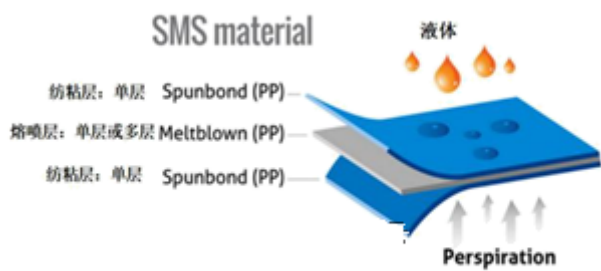 SMS material
液体
纺粘层：单层 Spunbond (PP)
熔喷层：单层或多层 Meltblown (PP)
纺粘层：单层 Spunbond (PP)
Perspiration